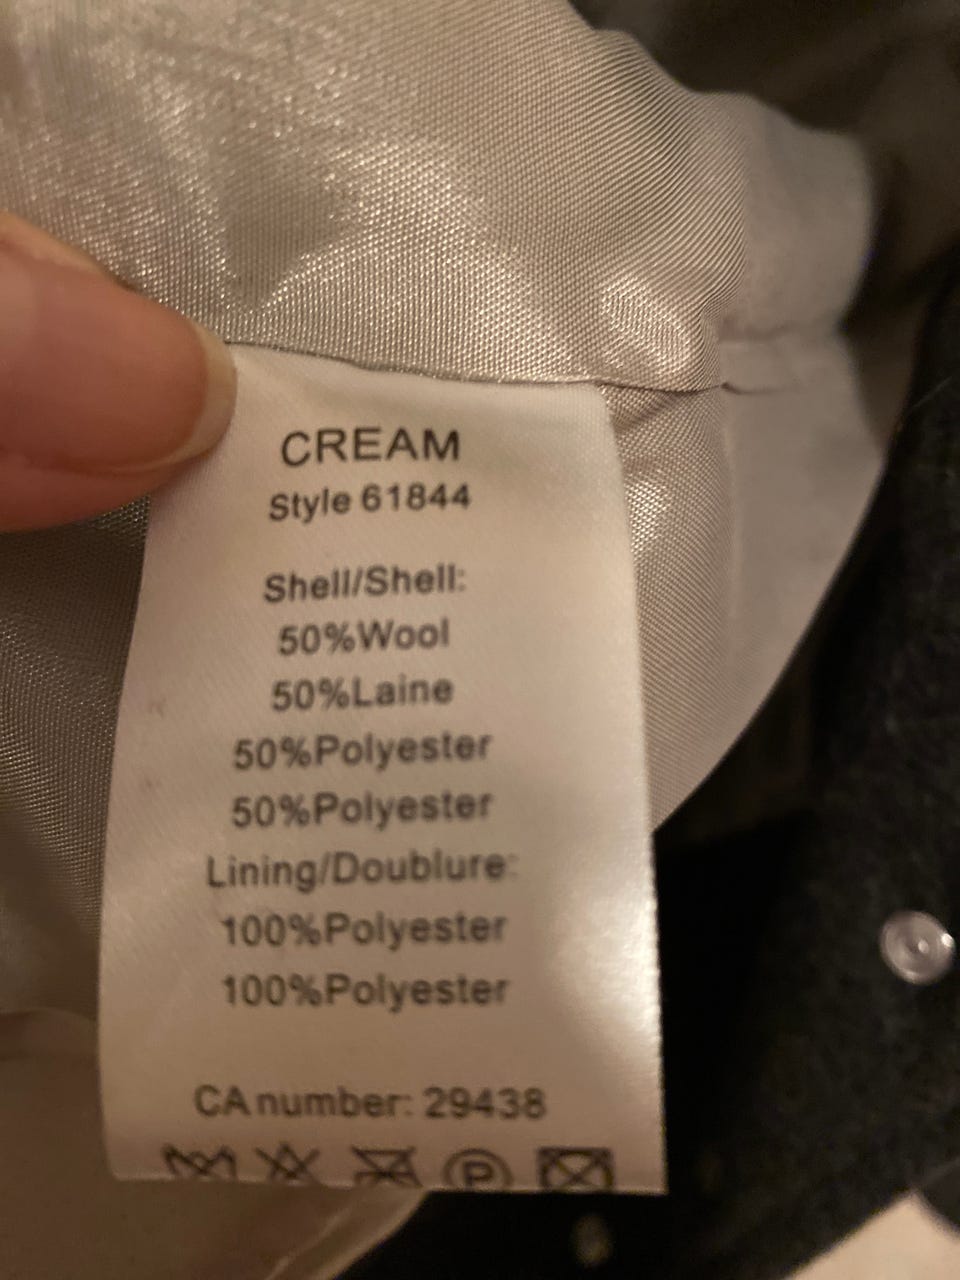 CREAM
Style 61844
Shell/Shell:
50%Wool
50%Laine
50%Polyester
50%Polyester
Lining/Doublure:
100%Polyester
100%Polyester
CA number: 29438
P